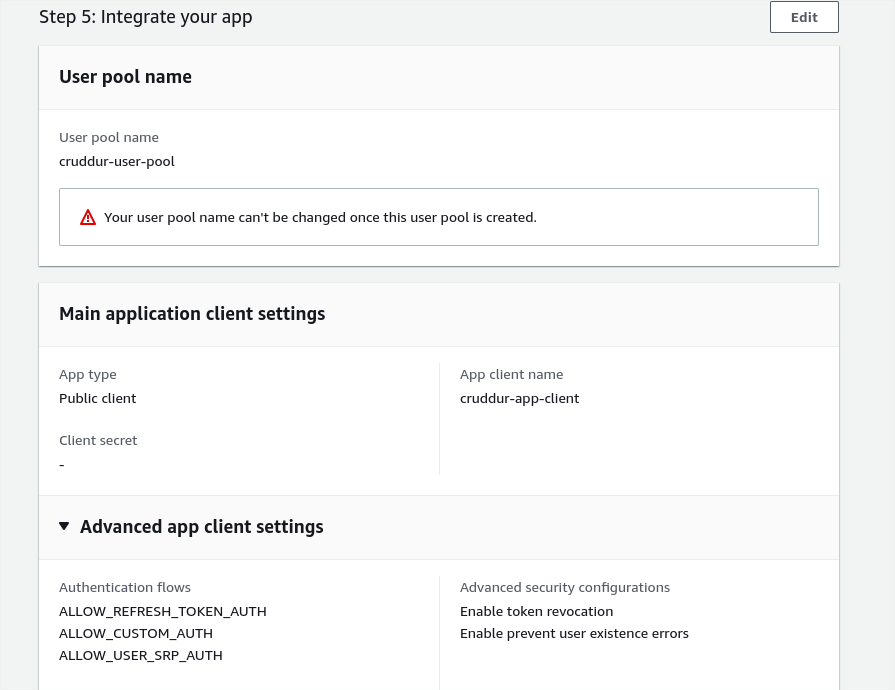 Step 5: Integrate your app
Edit
User pool name
User pool name
cruddur-user-pool
Your user pool name can't be changed once this user pool is created.
Main application client settings
App type
Public client
App client name
cruddur-app-client
Client secret
-
Advanced app client settings
Authentication flows
ALLOW_REFRESH_TOKEN_AUTH
ALLOW_CUSTOM_AUTH
ALLOW_USER_SRP_AUTH
Advanced security configurations
Enable token revocation
Enable prevent user existence errors